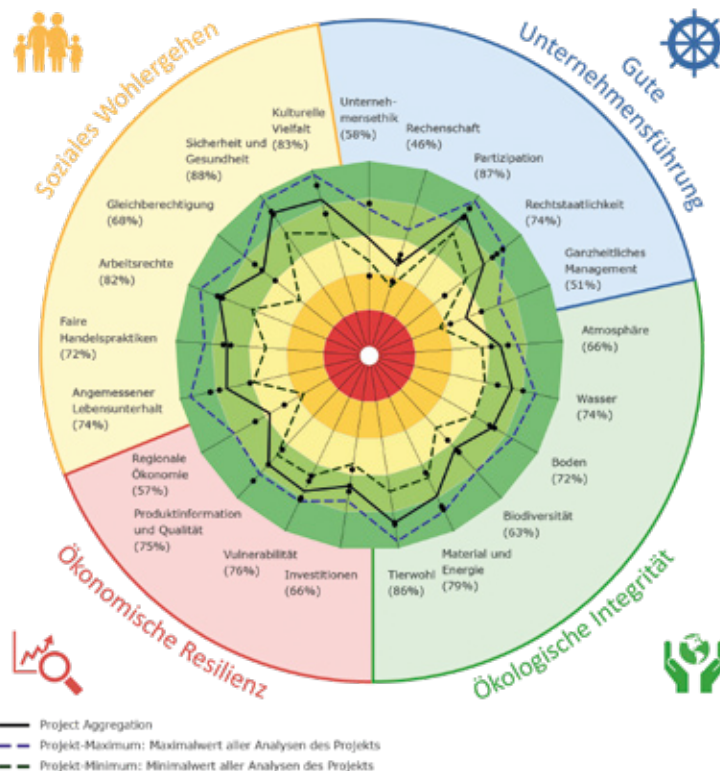 Soziales Wohlergehen
Gute
Unternehmensführung
Ökologische Integrität
Ökonomische Resilienz
Unterneh-
mensethik
(58%)
Rechenschaft
(46%)
Partizipation
(87%)
Rechtstaatlichkeit
(74%)
Ganzheitliches
Management
(51%)
Atmosphäre
(66%)
Wasser
(74%)
Boden
(72%)
Biodiversität
(63%)
Material und
Energie
(79%)
Tierwohl
(86%)
Investitionen
(66%)
Vulnerabilität
(76%)
Produktinformation
und Qualität
(75%)
Regionale
Ökonomie
(57%)
Angemessener
Lebensunterhalt
(74%)
Faire
Handelspraktiken
(72%)
Arbeitsrechte
(82%)
Gleichberechtigung
(68%)
Sicherheit und
Gesundheit
(88%)
Kulturelle
Vielfalt
(83%)
Project Aggregation
Projekt-Maximum: Maximalwert aller Analysen des Projekts
Projekt-Minimum: Minimalwert aller Analysen des Projekts